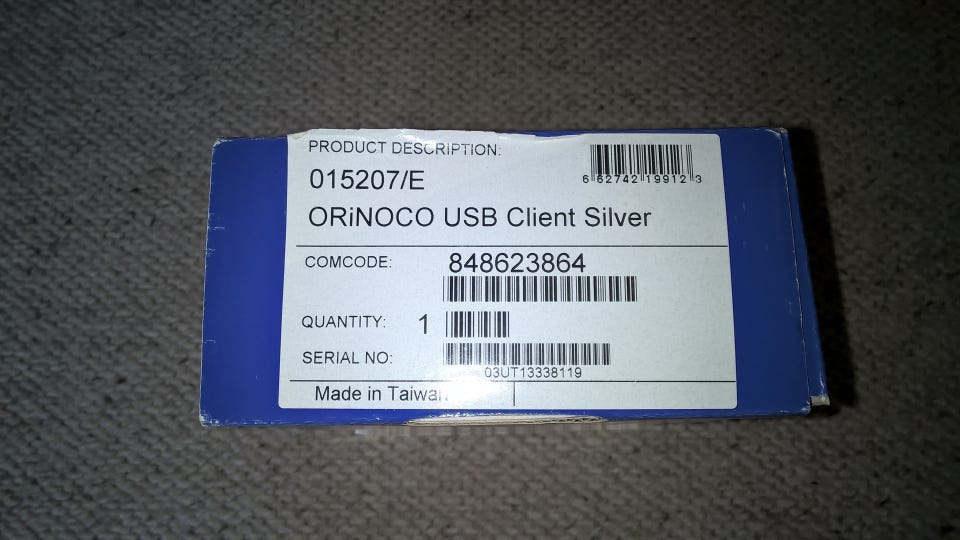 PRODUCT DESCRIPTION:
015207/E
ORiNOCO USB Client Silver
6 62742 19912 3
COMCODE: 848623864
QUANTITY: 1
SERIAL NO:
03UT13338119
Made in Taiwan